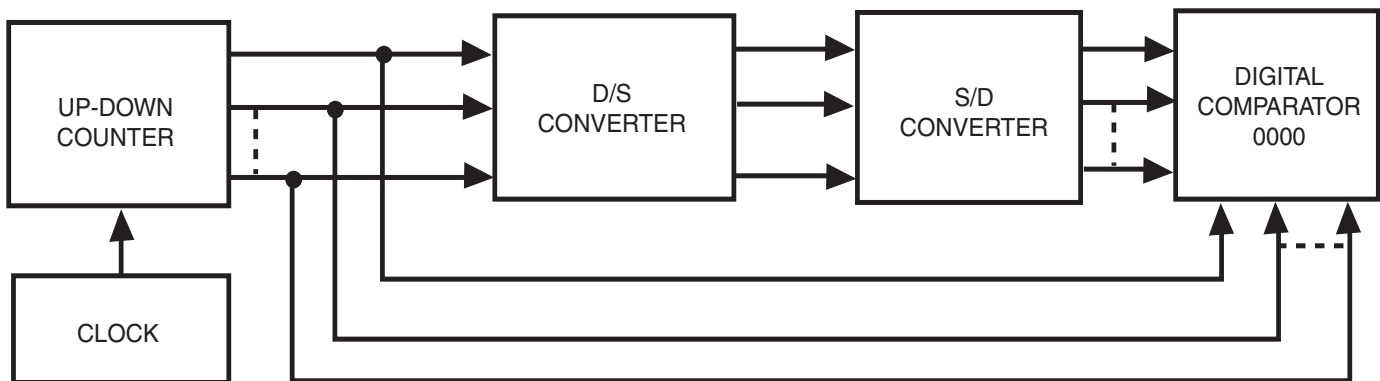 UP-DOWN
COUNTER
D/S
CONVERTER
S/D
CONVERTER
DIGITAL
COMPARATOR
0000
CLOCK